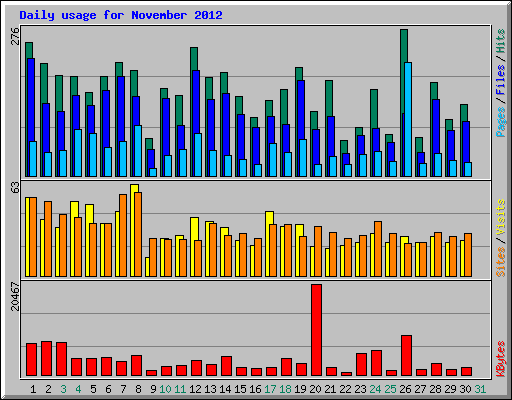 Daily usage for November 2012
276
Pages / Files / Hits
63
Sites / Visits
20467
KBytes
1 2 3 4 5 6 7 8 9 10 11 12 13 14 15 16 17 18 19 20 21 22 23 24 25 26 27 28 29 30 31